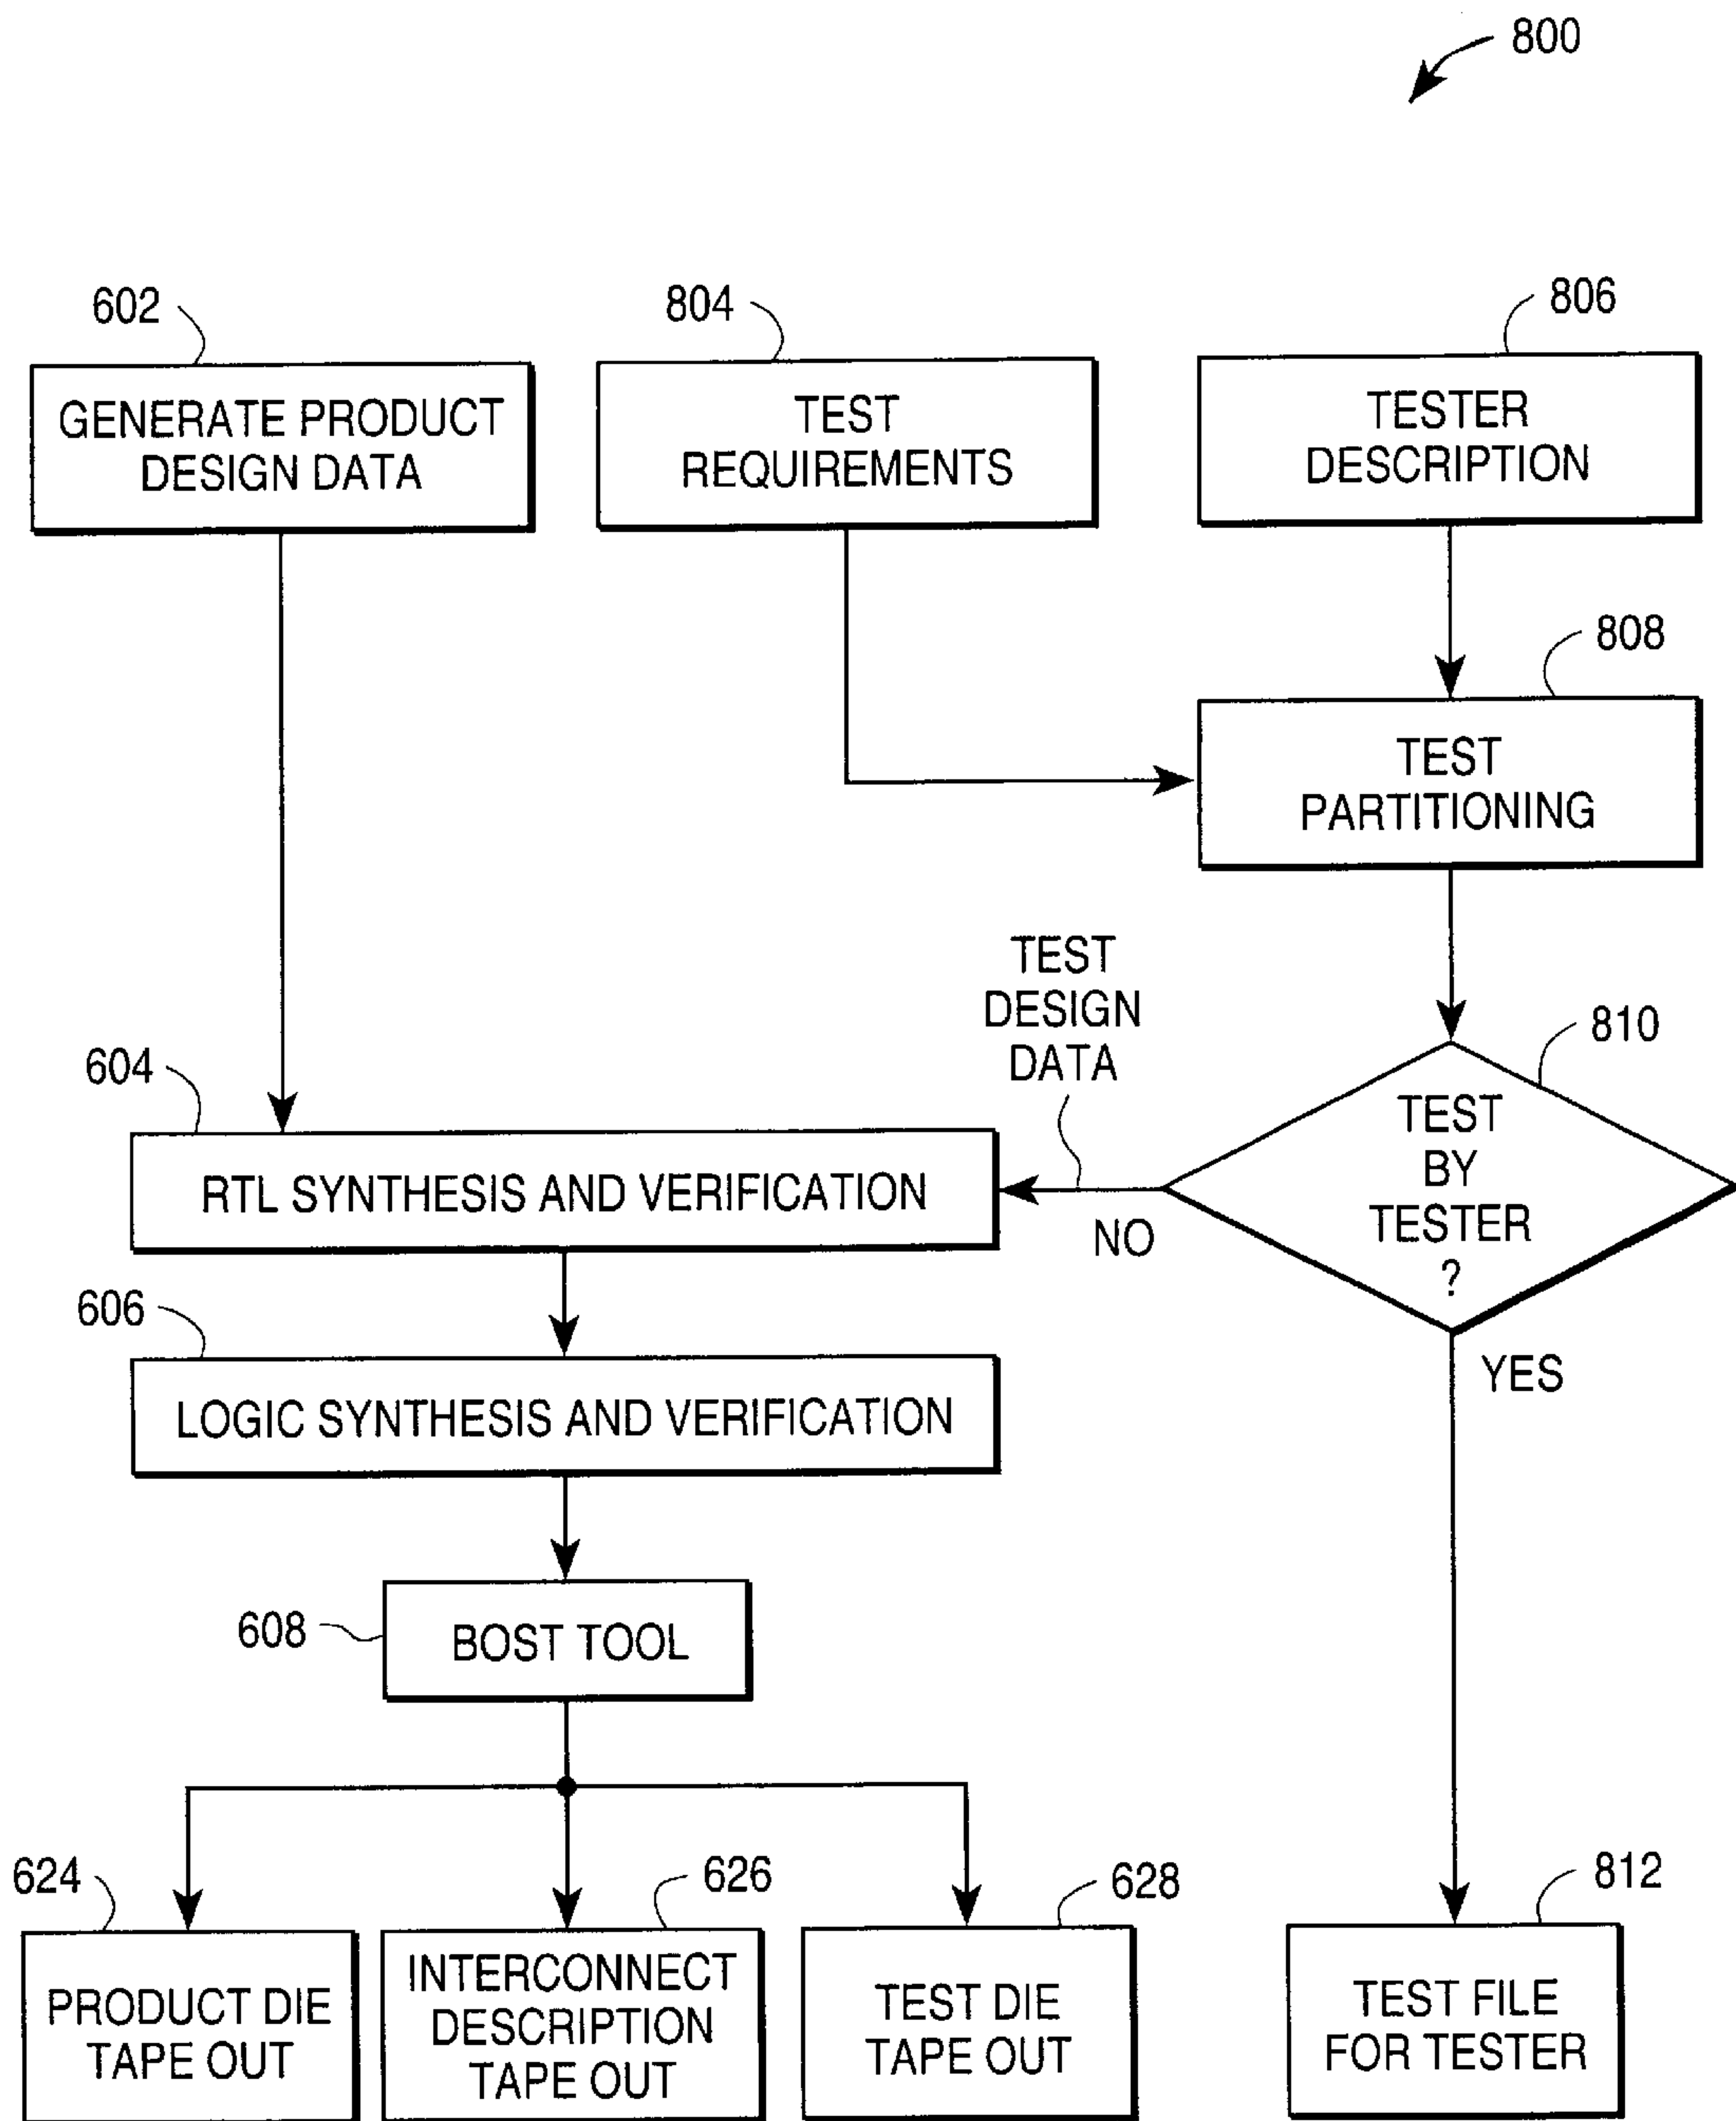 800
602
GENERATE PRODUCT
DESIGN DATA
804
TEST
REQUIREMENTS
806
TESTER
DESCRIPTION
808
TEST
PARTITIONING
TEST
DESIGN
DATA
810
TEST
BY
TESTER
?
NO
YES
604
RTL SYNTHESIS AND VERIFICATION
606
LOGIC SYNTHESIS AND VERIFICATION
608
BOST TOOL
624
PRODUCT DIE
TAPE OUT
626
INTERCONNECT
DESCRIPTION
TAPE OUT
628
TEST DIE
TAPE OUT
812
TEST FILE
FOR TESTER